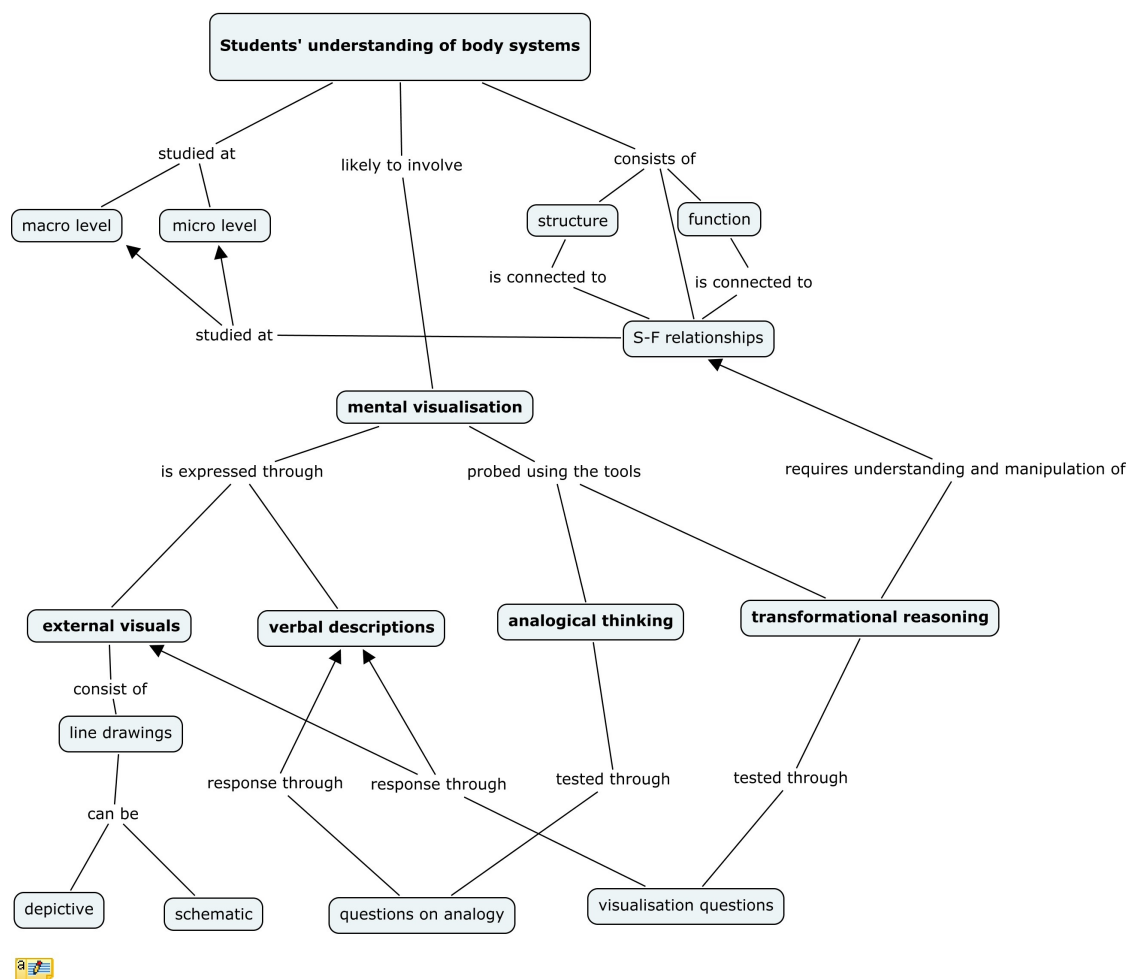 Students' understanding of body systems
studied at
likely to involve
consists of
macro level
micro level
structure
function
is connected to
is connected to
studied at
S-F relationships
mental visualisation
is expressed through
probed using the tools
requires understanding and manipulation of
external visuals
verbal descriptions
analogical thinking
transformational reasoning
consist of
line drawings
response through
response through
tested through
tested through
can be
depictive
schematic
questions on analogy
visualisation questions
a